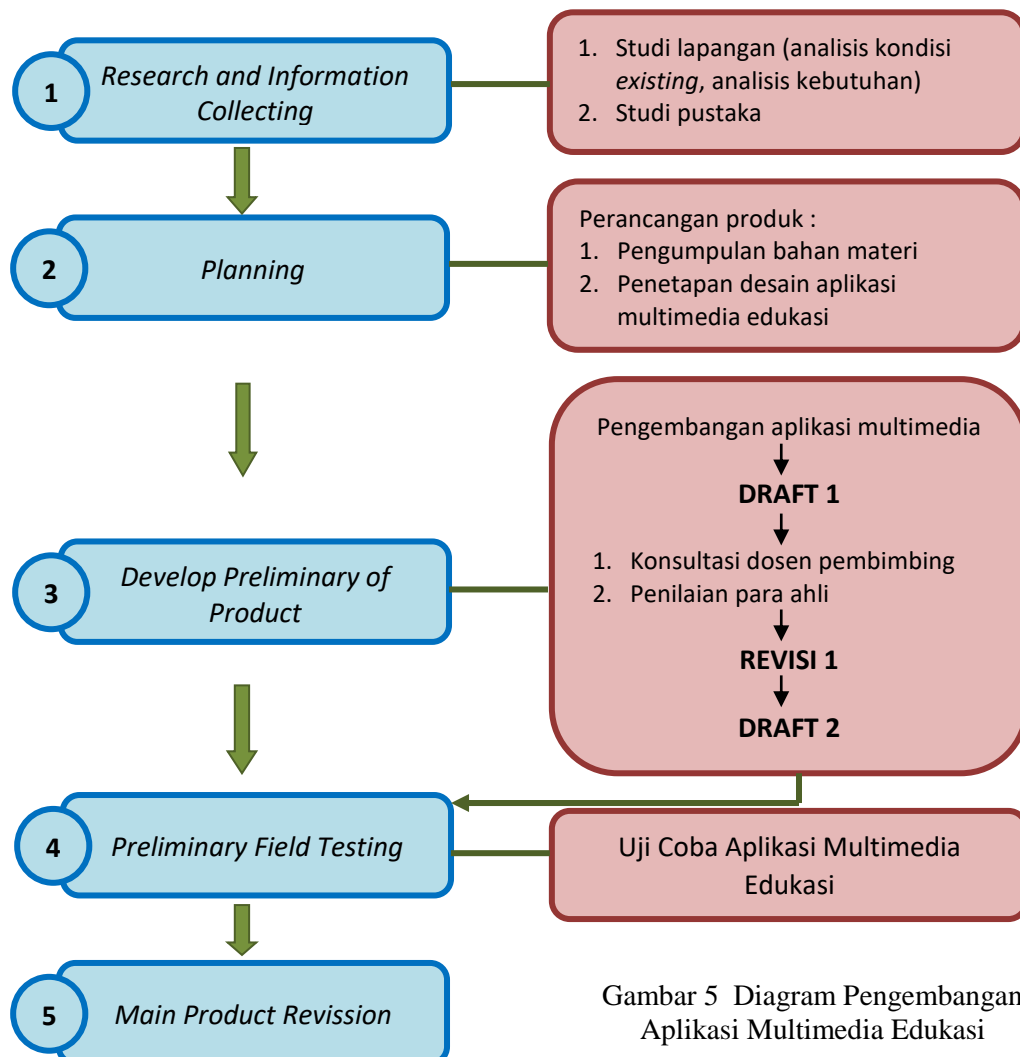 1
Research and Information
Collecting
1. Studi lapangan (analisis kondisi
existing, analisis kebutuhan)
2. Studi pustaka
2
Planning
Perancangan produk :
1. Pengumpulan bahan materi
2. Penetapan desain aplikasi
multimedia edukasi
3
Develop Preliminary of
Product
Pengembangan aplikasi multimedia
DRAFT 1
1. Konsultasi dosen pembimbing
2. Penilaian para ahli
REVISI 1
DRAFT 2
4
Preliminary Field Testing
Uji Coba Aplikasi Multimedia
Edukasi
5
Main Product Revission
Gambar 5 Diagram Pengembangan
Aplikasi Multimedia Edukasi